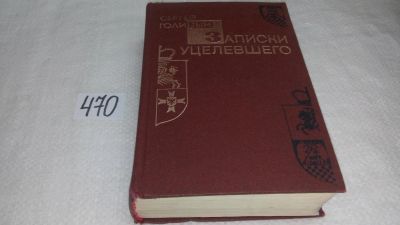 470
СЕРГЕЙ
ГОЛИЦЫН
ЗАПИСКИ
УЦЕЛЕВШЕГО